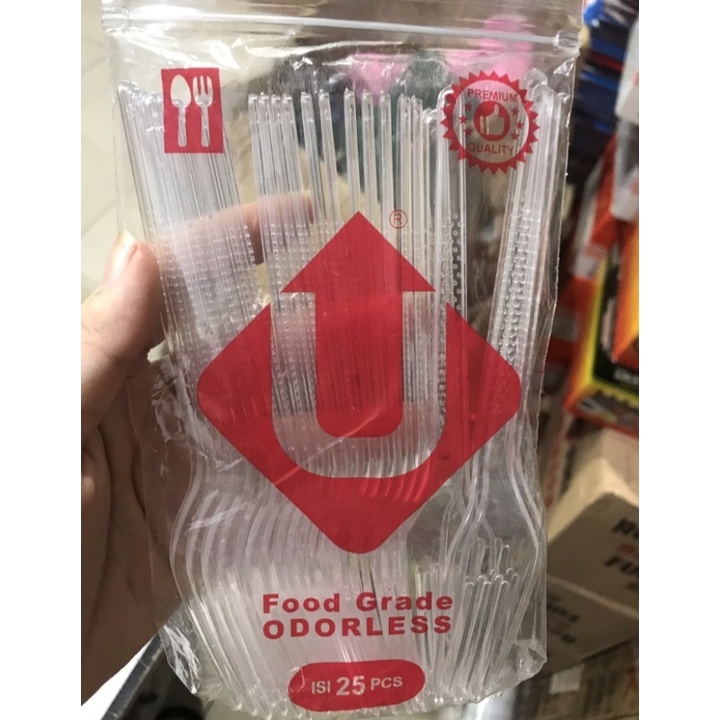 PREMIUM
QUALITY
®
Food Grade
ODORLESS
ISI 25 PCS